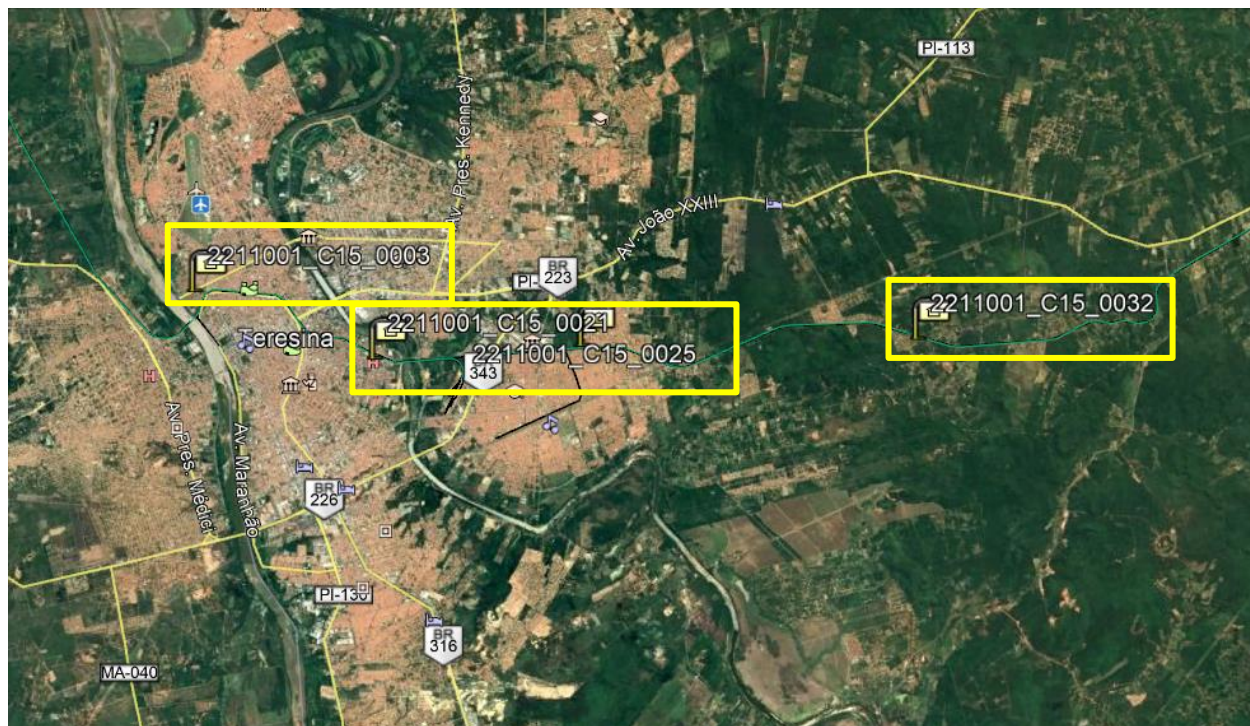 PI-113
Av. Pres. Kennedy
Av. João XXIII
2211001_C15_0003
BR
223
2211001_C15_0032
2211001_C15_0021
Teresina
2211001_C15_0025
343
Av. Pres. Médici
Av. Maranhão
BR
226
PI-130
BR
316
MA-040